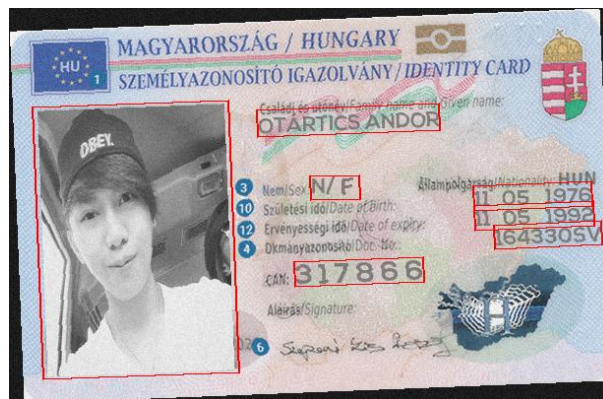 MAGYARORSZÁG / HUNGARY
HU
1
SZEMÉLYAZONOSÍTÓ IGAZOLVÁNY / IDENTITY CARD
Családi és utónév/Family name and Given name:
OTARTICS ANDOR
OBEY
3 Nem/Sex: N/ F Állampolgárság/Nationality: HUN
10 Születési idő/Date of Birth: 11 05 1976
12 Érvényességi idő/Date of expiry: 11 05 1992
4 Okmányazonosító/Doc. No.: 164330SV
CAN: 317866
Aláírás/Signature:
6